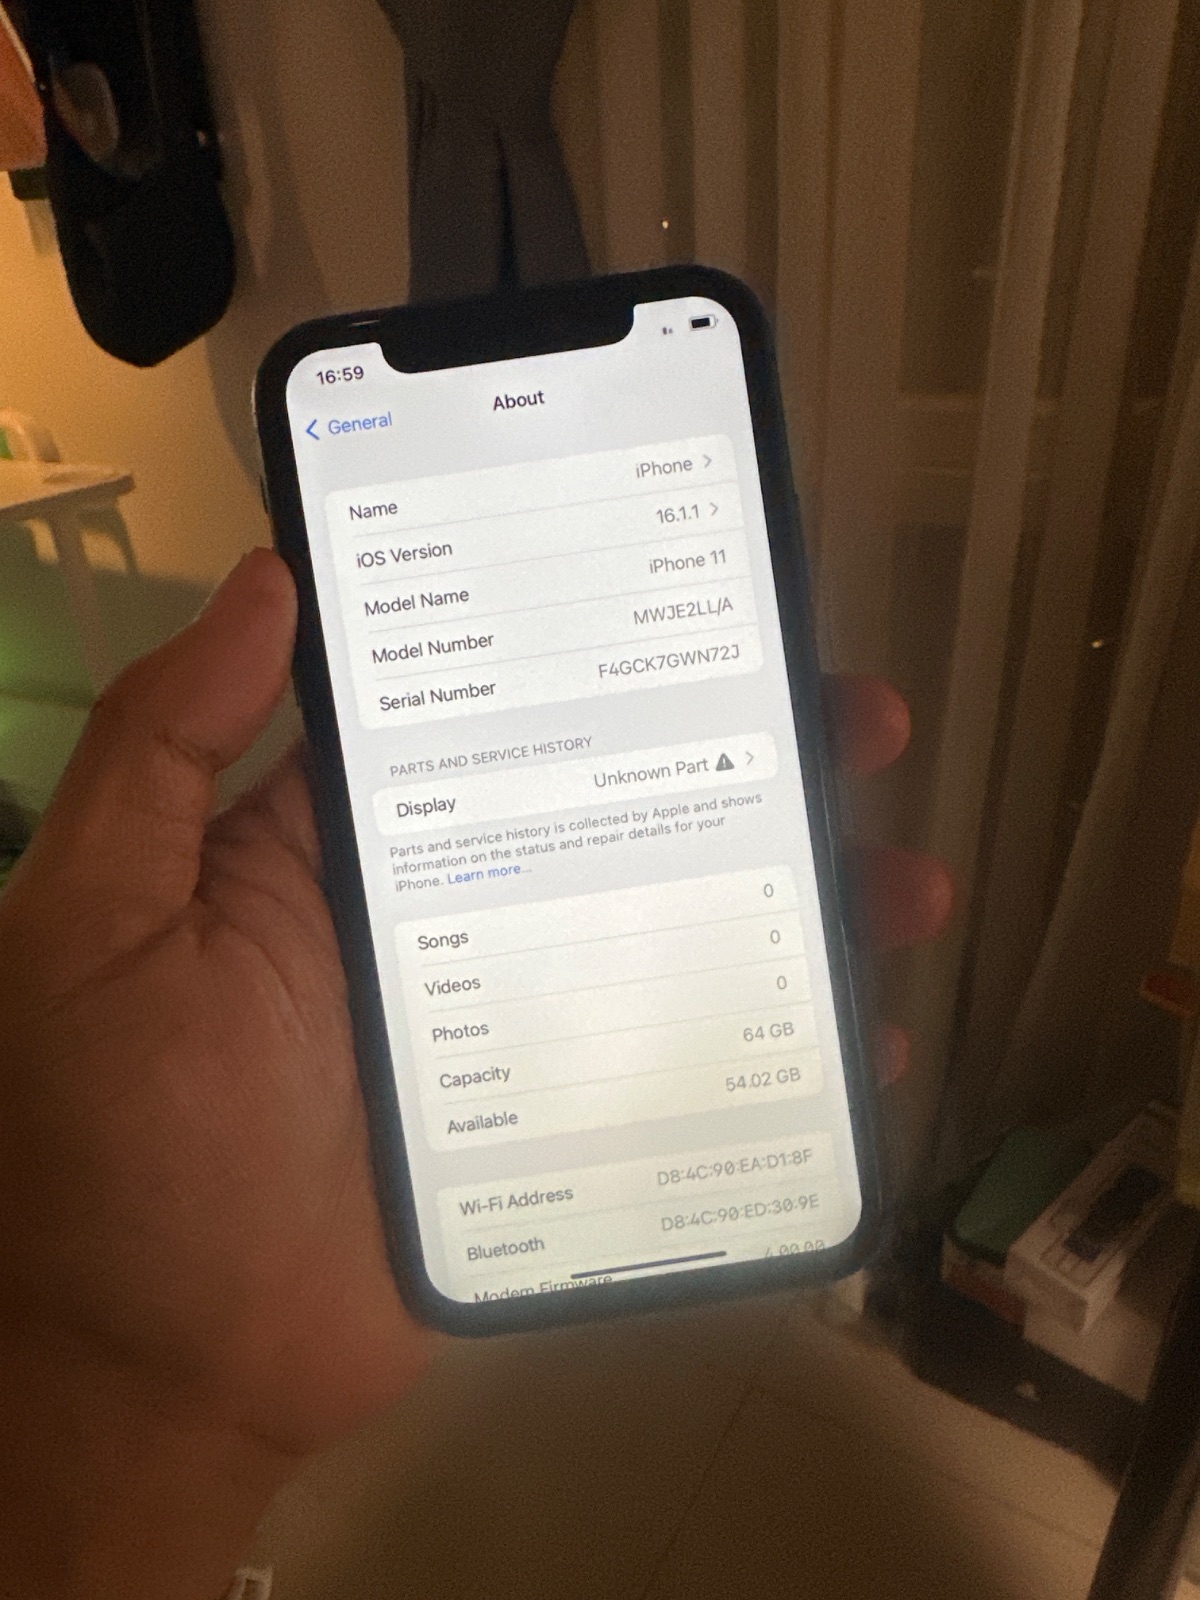 16:59
General
About
Name iPhone
iOS Version 16.1.1
Model Name iPhone 11
Model Number MWJE2LL/A
Serial Number F4GCK7GWN72J
PARTS AND SERVICE HISTORY
Display Unknown Part
Parts and service history is collected by Apple and shows
information on the status and repair details for your
iPhone. Learn more...
Songs 0
Videos 0
Photos 0
Capacity 64 GB
Available 54.02 GB
Wi-Fi Address D8:4C:90:EA:D1:8F
Bluetooth D8:4C:90:ED:30:9E
Modem Firmware 4.00.00